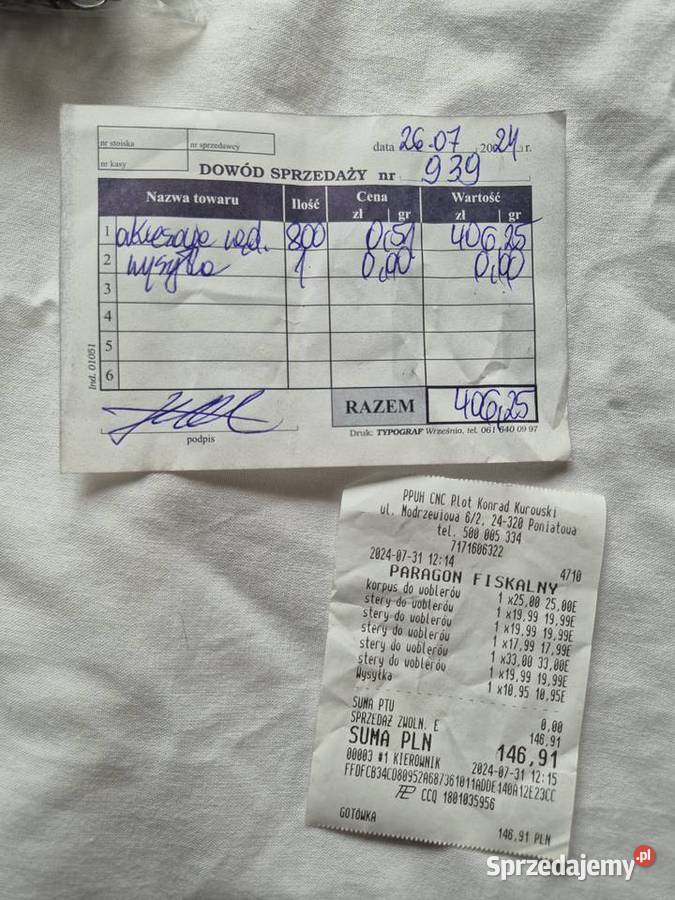 nr stoiska
nr sprzedawcy
data 26.07 2024 r.
nr kasy
DOWÓD SPRZEDAŻY nr 939
Nazwa towaru Ilość Cena Wartość
zł gr zł gr
1 akcesoria węd. 800 0,51 406,25
2 wysyłka 1 0,00 0,00
3
4
5
6
Ind. 01051
RAZEM 406,25
podpis
Druk: TYPOGRAF Września, tel. 061 640 09 97
PPUH CNC Plot Konrad Kurowski
ul. Modrzewiowa 6/2, 24-320 Poniatowa
tel. 500 005 334
7171606322
2024-07-31 12:14 4710
PARAGON FISKALNY
korpus do woblerów 1 x25,00 25,00E
stery do woblerów 1 x19,99 19,99E
stery do woblerów 1 x19,99 19,99E
stery do woblerów 1 x17,99 17,99E
stery do woblerów 1 x33,00 33,00E
stery do woblerów 1 x19,99 19,99E
Wysyłka 1 x10,95 10,95E
SUMA PTU 0,00
SPRZEDAŻ ZWOLN. E 146,91
SUMA PLN 146,91
00003 #1 KIEROWNIK 2024-07-31 12:15
FFDFCB34CD80952A687361011ADDE140A12E23CC
CCQ 1801035956
GOTÓWKA 146,91 PLN
Sprzedajemy.pl